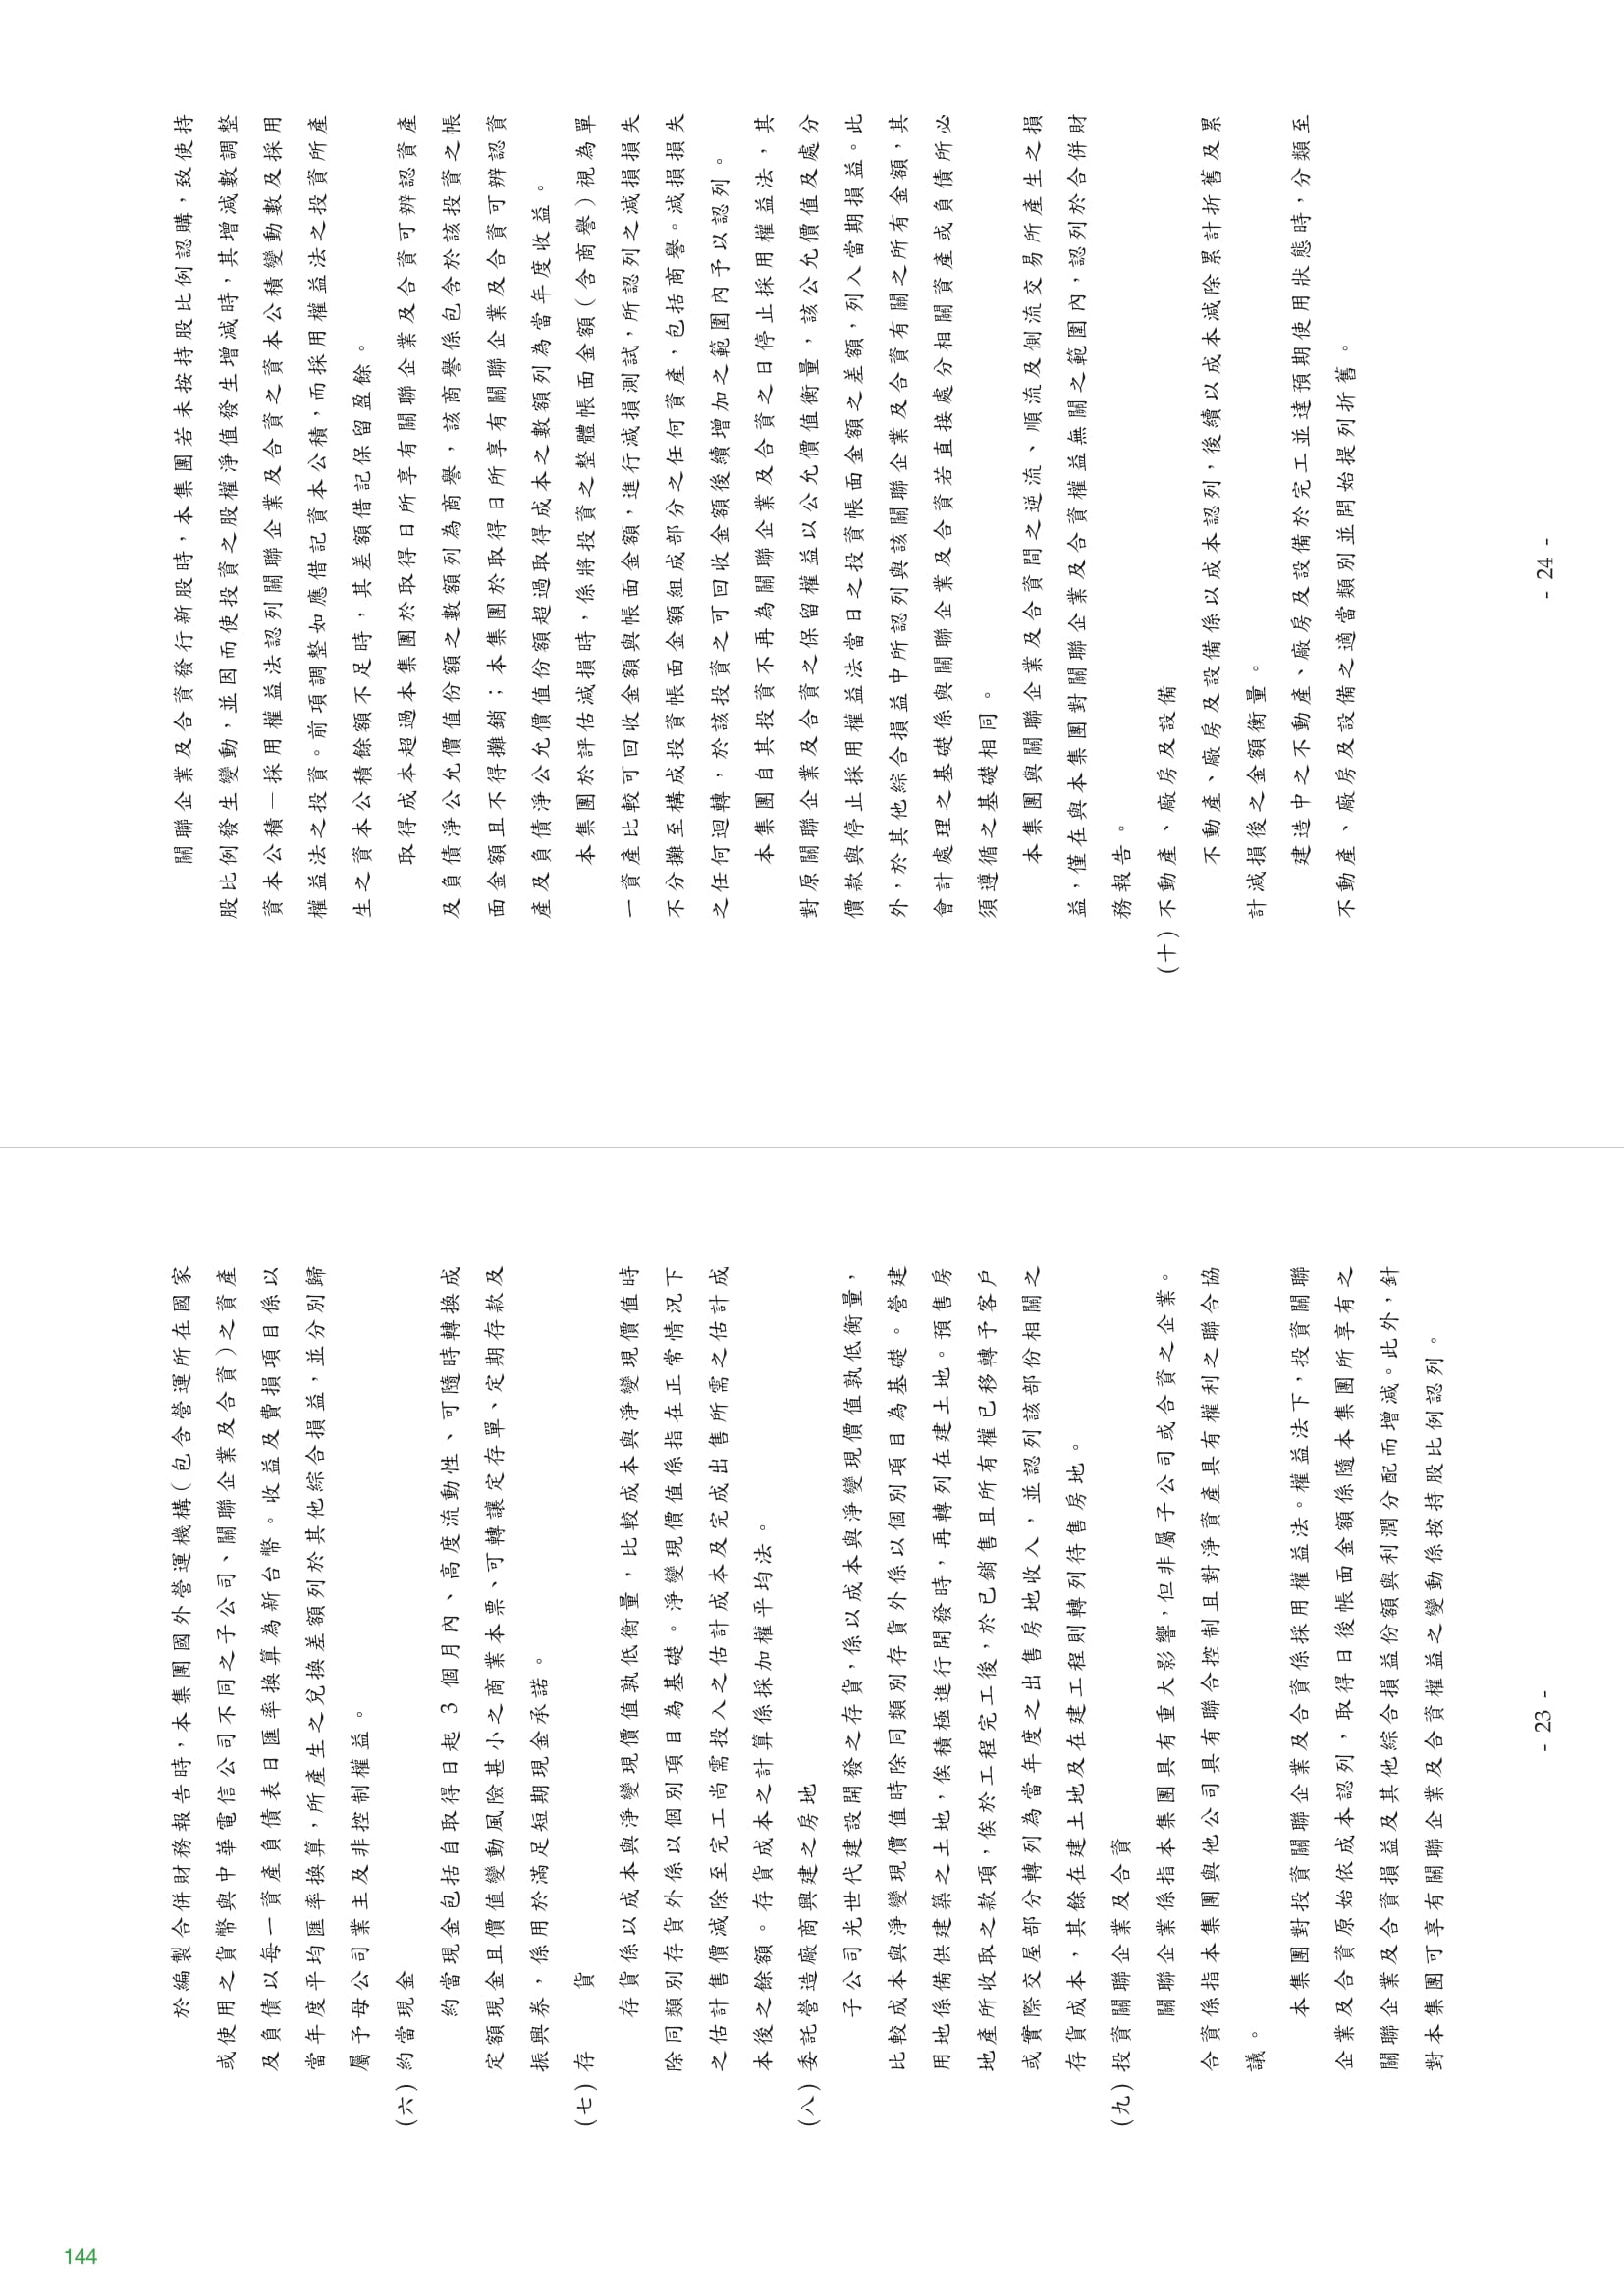 於編製合併財務報告時，本集團國外營運機構（包含營運所在國家
或使用之貨幣與中華電信公司不同之子公司、關聯企業及合資）之資產
及負債以每一資產負債表日匯率換算為新台幣。收益及費損項目係以
當年度平均匯率換算，所產生之兌換差額列於其他綜合損益，並分別歸
屬予母公司業主及非控制權益。
(六) 約當現金
約當現金包括自取得日起 3 個月內、高度流動性、可隨時轉換成
定額現金且價值變動風險甚小之商業本票、可轉讓定存單、定期存款及
振興券，係用於滿足短期現金承諾。
(七) 存　　貨
存貨係以成本與淨變現價值孰低衡量，比較成本與淨變現價值時
除同類別存貨外係以個別項目為基礎。淨變現價值係指在正常情況下
之估計售價減除至完工尚需投入之估計成本及完成出售所需之估計成
本後之餘額。存貨成本之計算係採加權平均法。
(八) 委託營造廠商興建之房地
子公司光世代建設開發之存貨，係以成本與淨變現價值孰低衡量，
比較成本與淨變現價值時除同類別存貨外係以個別項目為基礎。營建
用地係備供建築之土地，俟積極進行開發時，再轉列在建土地。預售房
地產所收取之款項，俟於工程完工後，於已銷售且所有權已移轉予客戶
或實際交屋部分轉列為當年度之出售房地收入，並認列該部份相關之
存貨成本，其餘在建土地及在建工程則轉列待售房地。
(九) 投資關聯企業及合資
關聯企業係指本集團具有重大影響，但非屬子公司或合資之企業。
合資係指本集團與他公司具有聯合控制且對淨資產具有權利之聯合協
議。
本集團對投資關聯企業及合資係採用權益法。權益法下，投資關聯
企業及合資原始依成本認列，取得日後帳面金額係隨本集團所享有之
關聯企業及合資損益及其他綜合損益份額與利潤分配而增減。此外，針
對本集團可享有關聯企業及合資權益之變動係按持股比例認列。
- 23 -
關聯企業及合資發行新股時，本集團若未按持股比例認購，致使持
股比例發生變動，並因而使投資之股權淨值發生增減時，其增減數調整
資本公積－採用權益法認列關聯企業及合資之資本公積變動數及採用
權益法之投資。前項調整如應借記資本公積，而採用權益法之投資所產
生之資本公積餘額不足時，其差額借記保留盈餘。
取得成本超過本集團於取得日所享有關聯企業及合資可辨認資產
及負債淨公允價值份額之數額列為商譽，該商譽係包含於該投資之帳
面金額且不得攤銷；本集團於取得日所享有關聯企業及合資可辨認資
產及負債淨公允價值份額超過取得成本之數額列為當年度收益。
本集團於評估減損時，係將投資之整體帳面金額（含商譽）視為單
一資產比較可回收金額與帳面金額，進行減損測試，所認列之減損損失
不分攤至構成投資帳面金額組成部分之任何資產，包括商譽。減損損失
之任何迴轉，於該投資之可回收金額後續增加之範圍內予以認列。
本集團自其投資不再為關聯企業及合資之日停止採用權益法，其
對原關聯企業及合資之保留權益以公允價值衡量，該公允價值及處分
價款與停止採用權益法當日之投資帳面金額之差額，列入當期損益。此
外，於其他綜合損益中所認列與該關聯企業及合資有關之所有金額，其
會計處理之基礎係與關聯企業及合資若直接處分相關資產或負債所必
須遵循之基礎相同。
本集團與關聯企業及合資間之逆流、順流及側流交易所產生之損
益，僅在與本集團對關聯企業及合資權益無關之範圍內，認列於合併財
務報告。
(十) 不動產、廠房及設備
不動產、廠房及設備係以成本認列，後續以成本減除累計折舊及累
計減損後之金額衡量。
建造中之不動產、廠房及設備於完工並達預期使用狀態時，分類至
不動產、廠房及設備之適當類別並開始提列折舊。
- 24 -
144